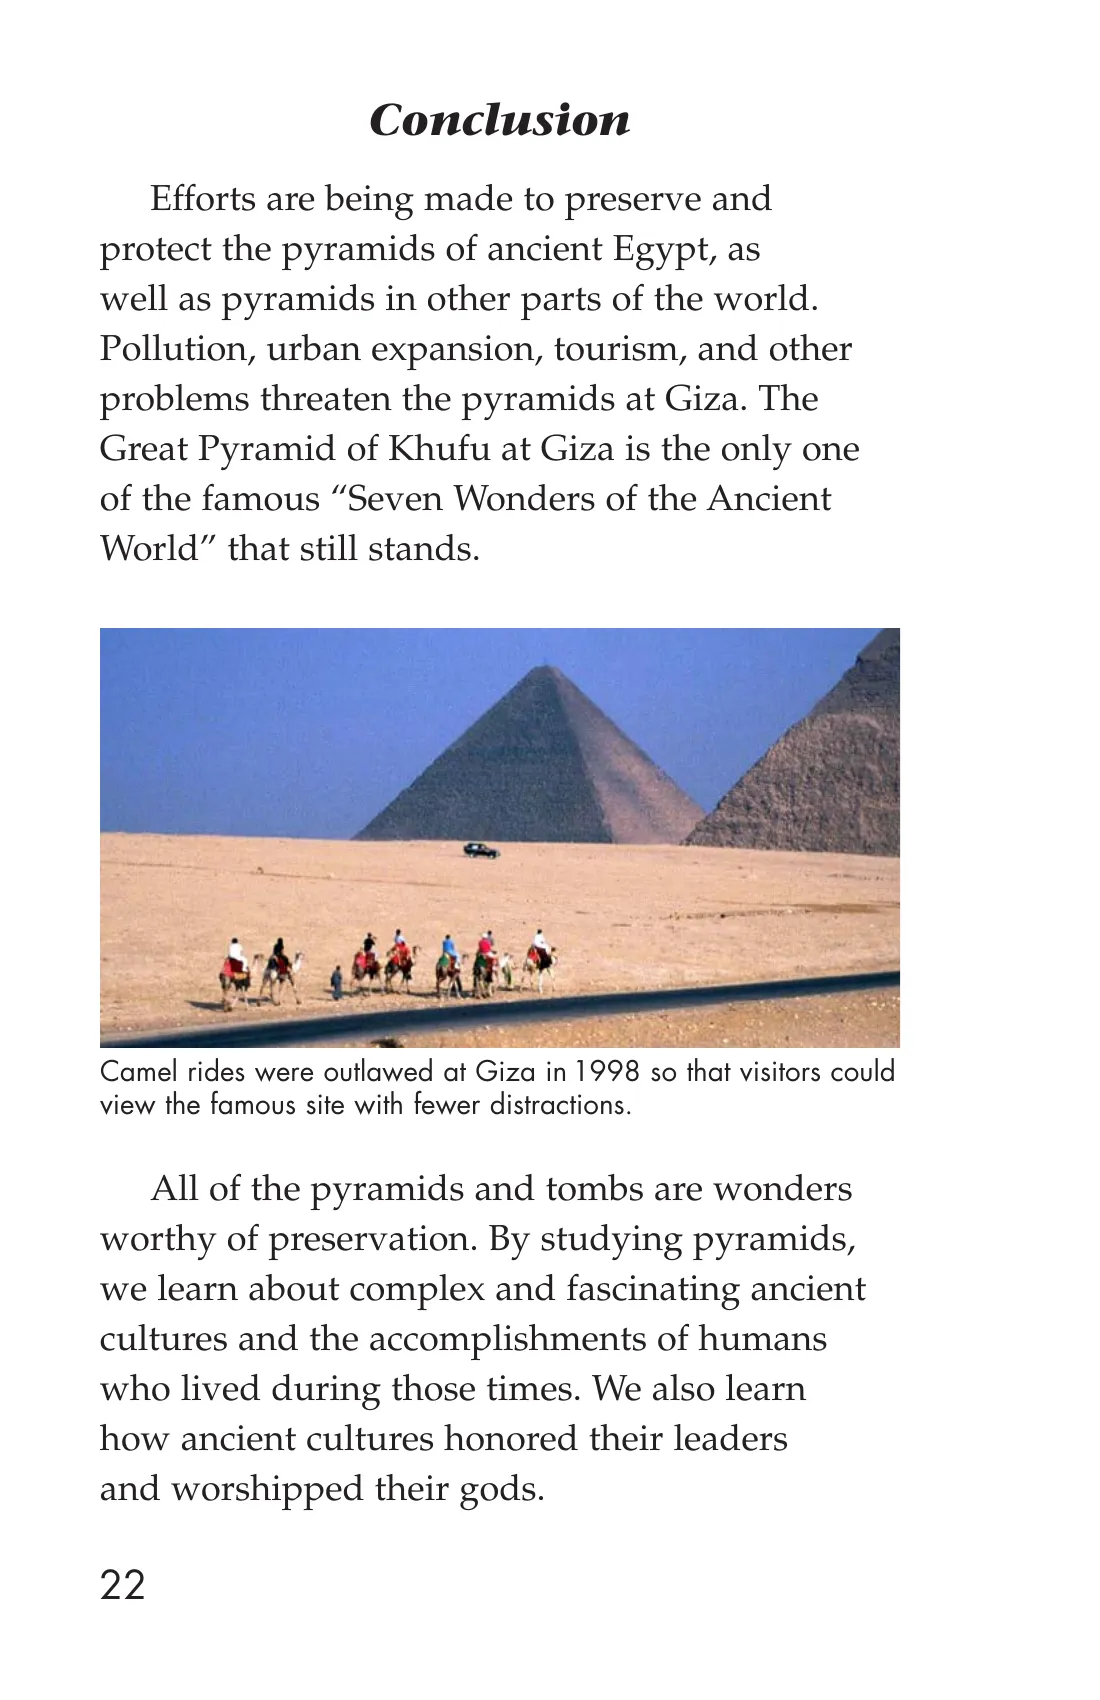 Conclusion
Efforts are being made to preserve and
protect the pyramids of ancient Egypt, as
well as pyramids in other parts of the world.
Pollution, urban expansion, tourism, and other
problems threaten the pyramids at Giza. The
Great Pyramid of Khufu at Giza is the only one
of the famous “Seven Wonders of the Ancient
World” that still stands.
Camel rides were outlawed at Giza in 1998 so that visitors could
view the famous site with fewer distractions.
All of the pyramids and tombs are wonders
worthy of preservation. By studying pyramids,
we learn about complex and fascinating ancient
cultures and the accomplishments of humans
who lived during those times. We also learn
how ancient cultures honored their leaders
and worshipped their gods.
22